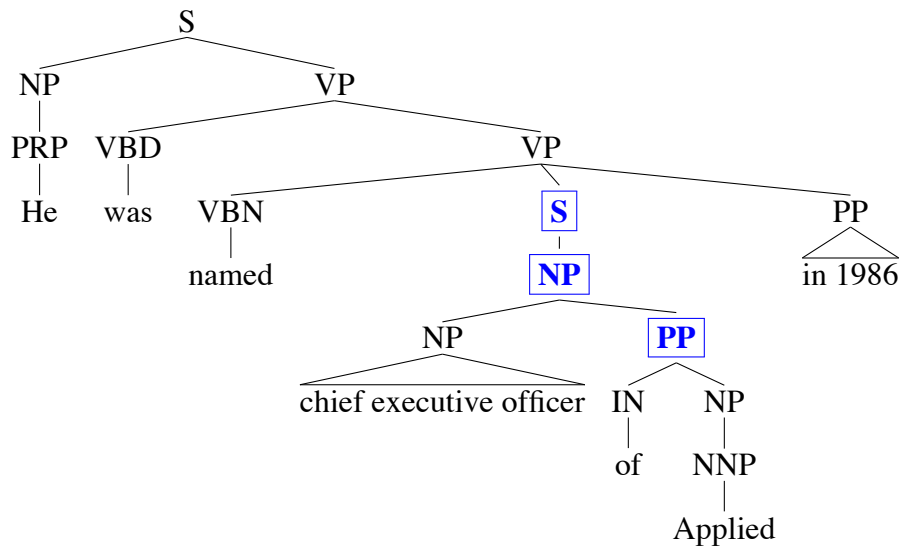 S
NP VP
PRP VBD VP
He was VBN S PP
named NP in 1986
NP PP
chief executive officer IN NP
of NNP
Applied